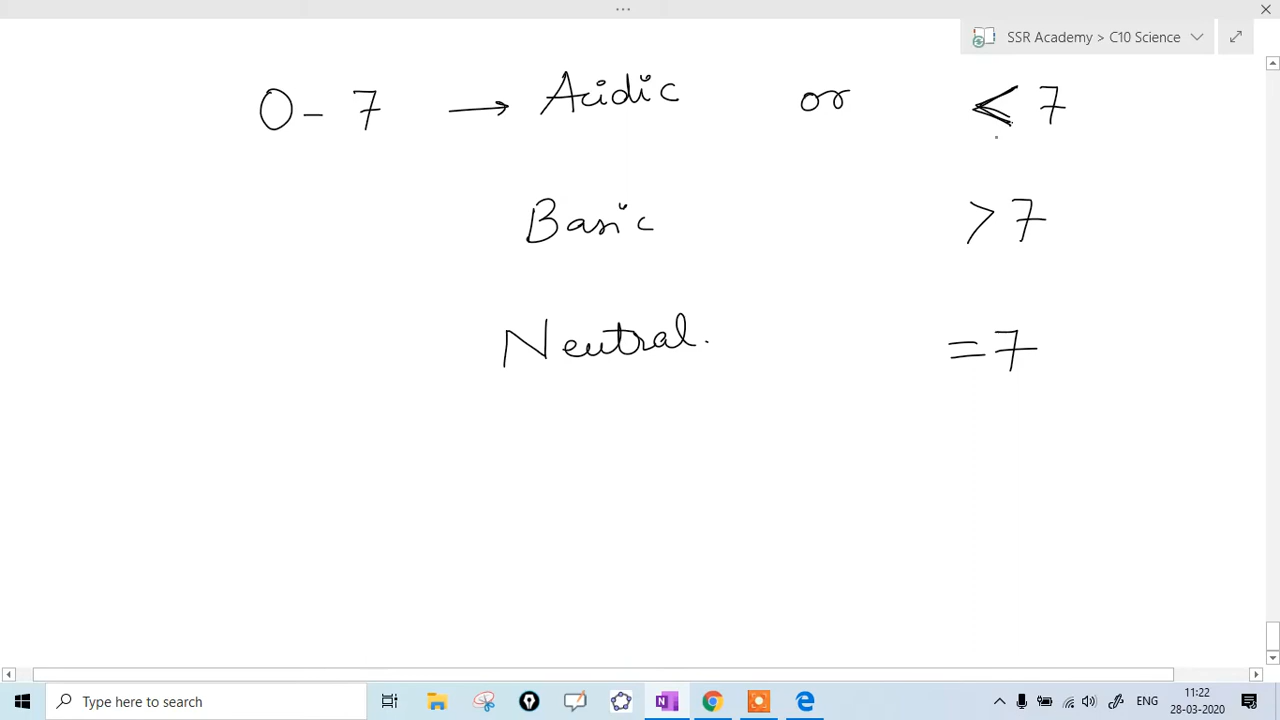 SSR Academy > C10 Science
0 - 7 → Acidic or < 7
Basic > 7
Neutral. = 7
Type here to search
ENG
11:22
28-03-2020